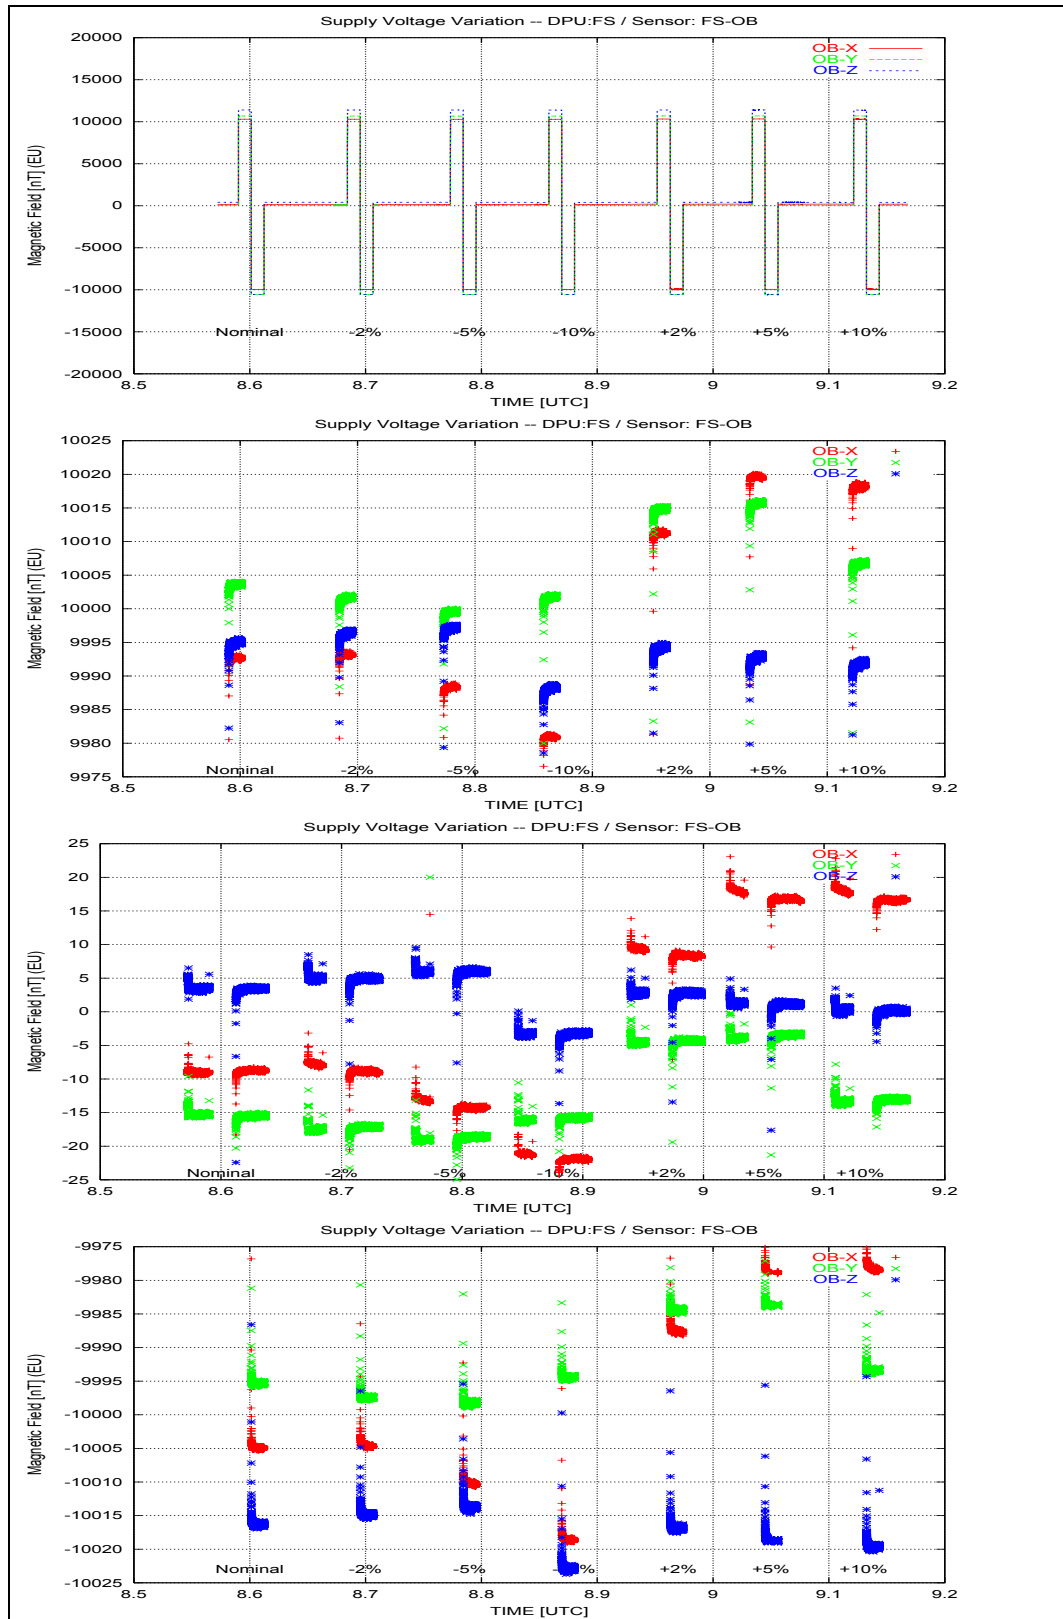 Supply Voltage Variation -- DPU:FS / Sensor: FS-OB
20000
15000
10000
5000
0
-5000
-10000
-15000
-20000
Magnetic Field [nT] (EU)
OB-X
OB-Y
OB-Z
Nominal -2% -5% -10% +2% +5% +10%
8.5 8.6 8.7 8.8 8.9 9 9.1 9.2
TIME [UTC]
Supply Voltage Variation -- DPU:FS / Sensor: FS-OB
10025
10020
10015
10010
10005
10000
9995
9990
9985
9980
9975
Magnetic Field [nT] (EU)
OB-X
OB-Y
OB-Z
Nominal -2% -5% -10% +2% +5% +10%
8.5 8.6 8.7 8.8 8.9 9 9.1 9.2
TIME [UTC]
Supply Voltage Variation -- DPU:FS / Sensor: FS-OB
25
20
15
10
5
0
-5
-10
-15
-20
-25
Magnetic Field [nT] (EU)
OB-X
OB-Y
OB-Z
Nominal -2% -5% -10% +2% +5% +10%
8.5 8.6 8.7 8.8 8.9 9 9.1 9.2
TIME [UTC]
Supply Voltage Variation -- DPU:FS / Sensor: FS-OB
-9975
-9980
-9985
-9990
-9995
-10000
-10005
-10010
-10015
-10020
-10025
Magnetic Field [nT] (EU)
OB-X
OB-Y
OB-Z
Nominal -2% -5% +2% +5% +10%
8.5 8.6 8.7 8.8 8.9 9 9.1 9.2
TIME [UTC]